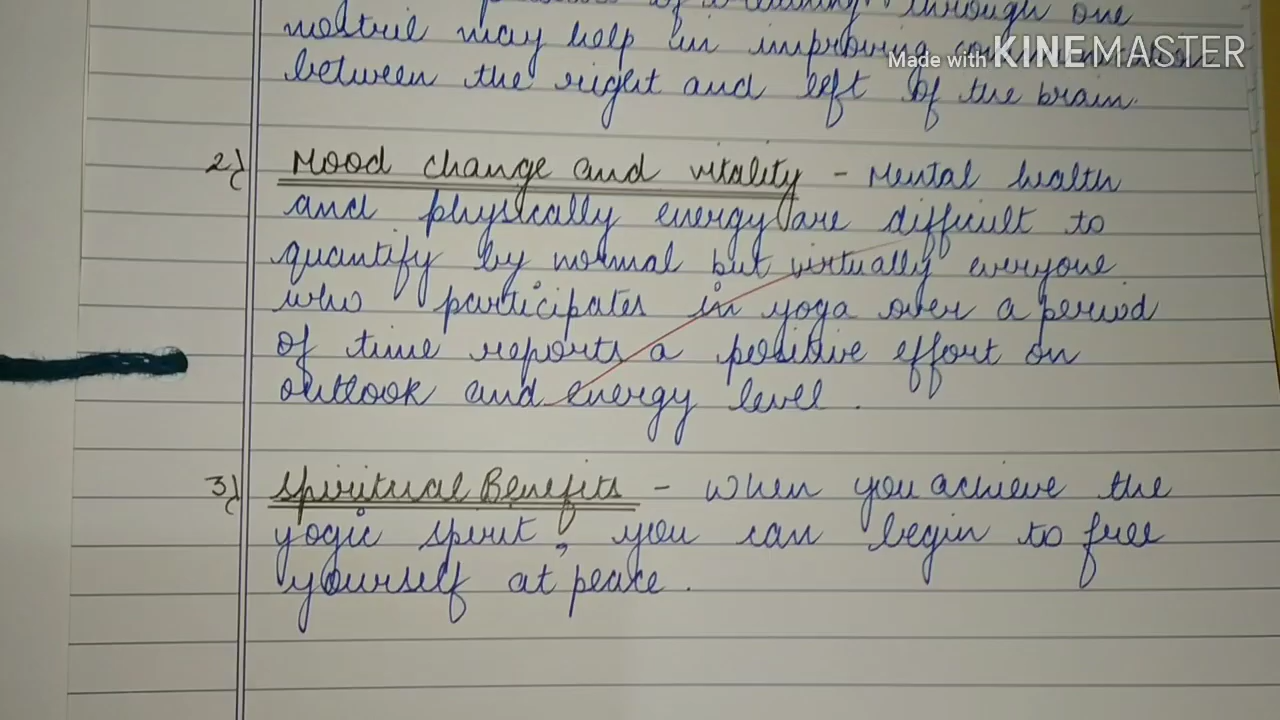 through one
nostril may help in improving
Made with KINEMASTER
between the right and left of the brain.
2) Mood change and vitality - Mental health
and physically energy are difficult to
quantify by normal but virtually everyone
who participates in yoga over a period
of time reports a positive effort on
outlook and energy level.
3) Spiritual Benefits - When you achieve the
yogic spirit, you can begin to free
yourself at peace.